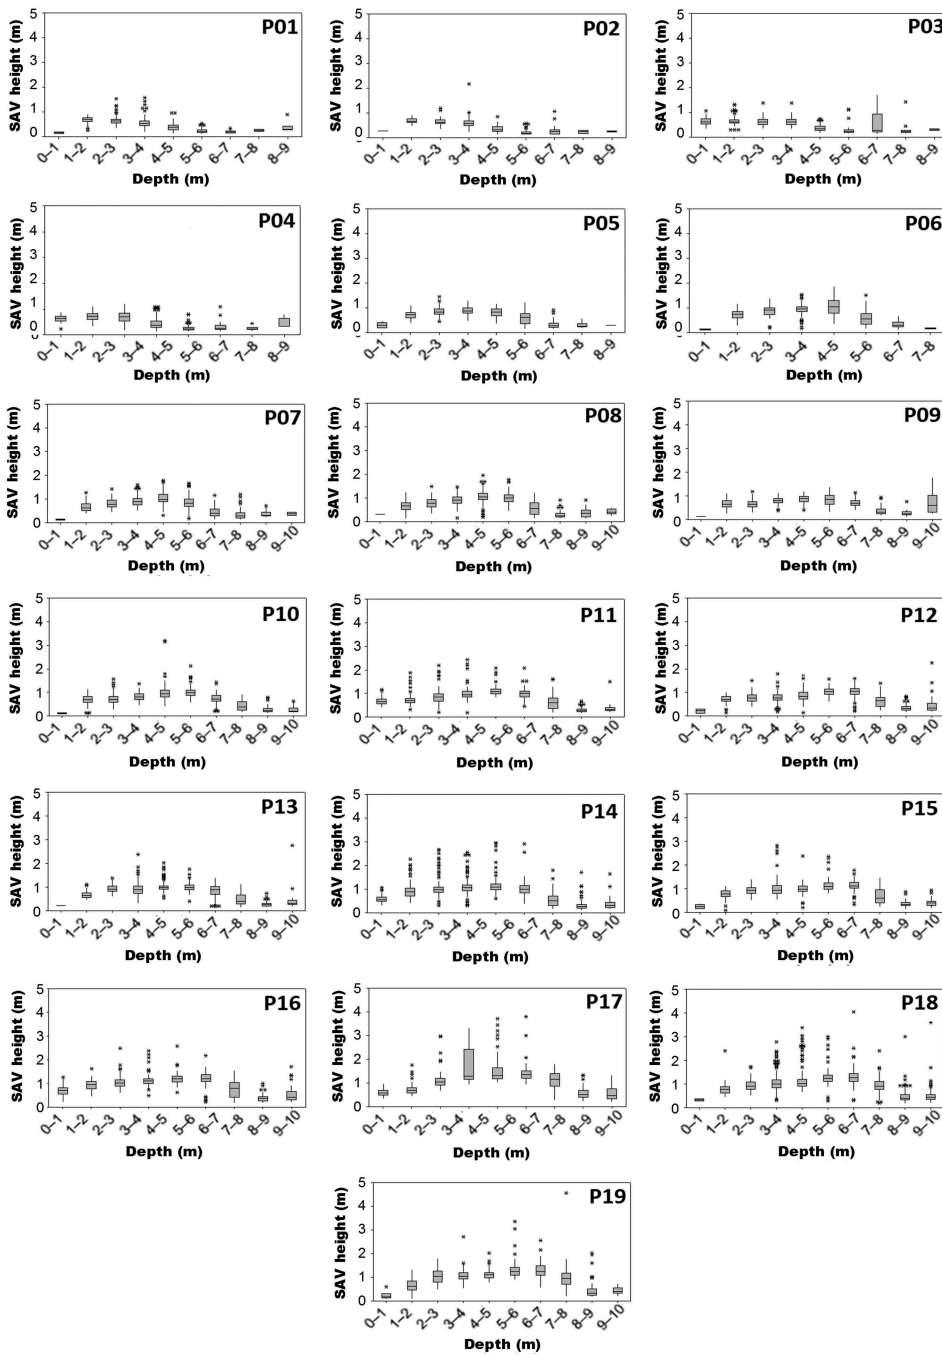 P01
SAV height (m)
5
4
3
2
1
0
0–1 1–2 2–3 3–4 4–5 5–6 6–7 7–8 8–9
Depth (m)
P02
SAV height (m)
5
4
3
2
1
0
0–1 1–2 2–3 3–4 4–5 5–6 6–7 7–8 8–9
Depth (m)
P03
SAV height (m)
5
4
3
2
1
0
0–1 1–2 2–3 3–4 4–5 5–6 6–7 7–8 8–9
Depth (m)
P04
SAV height (m)
5
4
3
2
1
0
0–1 1–2 2–3 3–4 4–5 5–6 6–7 7–8 8–9
Depth (m)
P05
SAV height (m)
5
4
3
2
1
0
0–1 1–2 2–3 3–4 4–5 5–6 6–7 7–8 8–9
Depth (m)
P06
SAV height (m)
5
4
3
2
1
0
0–1 1–2 2–3 3–4 4–5 5–6 6–7 7–8
Depth (m)
P07
SAV height (m)
5
4
3
2
1
0
0–1 1–2 2–3 3–4 4–5 5–6 6–7 7–8 8–9 9–10
Depth (m)
P08
SAV height (m)
5
4
3
2
1
0
0–1 1–2 2–3 3–4 4–5 5–6 6–7 7–8 8–9 9–10
Depth (m)
P09
SAV height (m)
5
4
3
2
1
0
0–1 1–2 2–3 3–4 4–5 5–6 6–7 7–8 8–9 9–10
Depth (m)
P10
SAV height (m)
5
4
3
2
1
0
0–1 1–2 2–3 3–4 4–5 5–6 6–7 7–8 8–9 9–10
Depth (m)
P11
SAV height (m)
5
4
3
2
1
0
0–1 1–2 2–3 3–4 4–5 5–6 6–7 7–8 8–9 9–10
Depth (m)
P12
SAV height (m)
5
4
3
2
1
0
0–1 1–2 2–3 3–4 4–5 5–6 6–7 7–8 8–9 9–10
Depth (m)
P13
SAV height (m)
5
4
3
2
1
0
0–1 1–2 2–3 3–4 4–5 5–6 6–7 7–8 8–9 9–10
Depth (m)
P14
SAV height (m)
5
4
3
2
1
0
0–1 1–2 2–3 3–4 4–5 5–6 6–7 7–8 8–9 9–10
Depth (m)
P15
SAV height (m)
5
4
3
2
1
0
0–1 1–2 2–3 3–4 4–5 5–6 6–7 7–8 8–9 9–10
Depth (m)
P16
SAV height (m)
5
4
3
2
1
0
0–1 1–2 2–3 3–4 4–5 5–6 6–7 7–8 8–9 9–10
Depth (m)
P17
SAV height (m)
5
4
3
2
1
0
0–1 1–2 2–3 3–4 4–5 5–6 6–7 7–8 8–9 9–10
Depth (m)
P18
SAV height (m)
5
4
3
2
1
0
0–1 1–2 2–3 3–4 4–5 5–6 6–7 7–8 8–9 9–10
Depth (m)
P19
SAV height (m)
5
4
3
2
1
0
0–1 1–2 2–3 3–4 4–5 5–6 6–7 7–8 8–9 9–10
Depth (m)